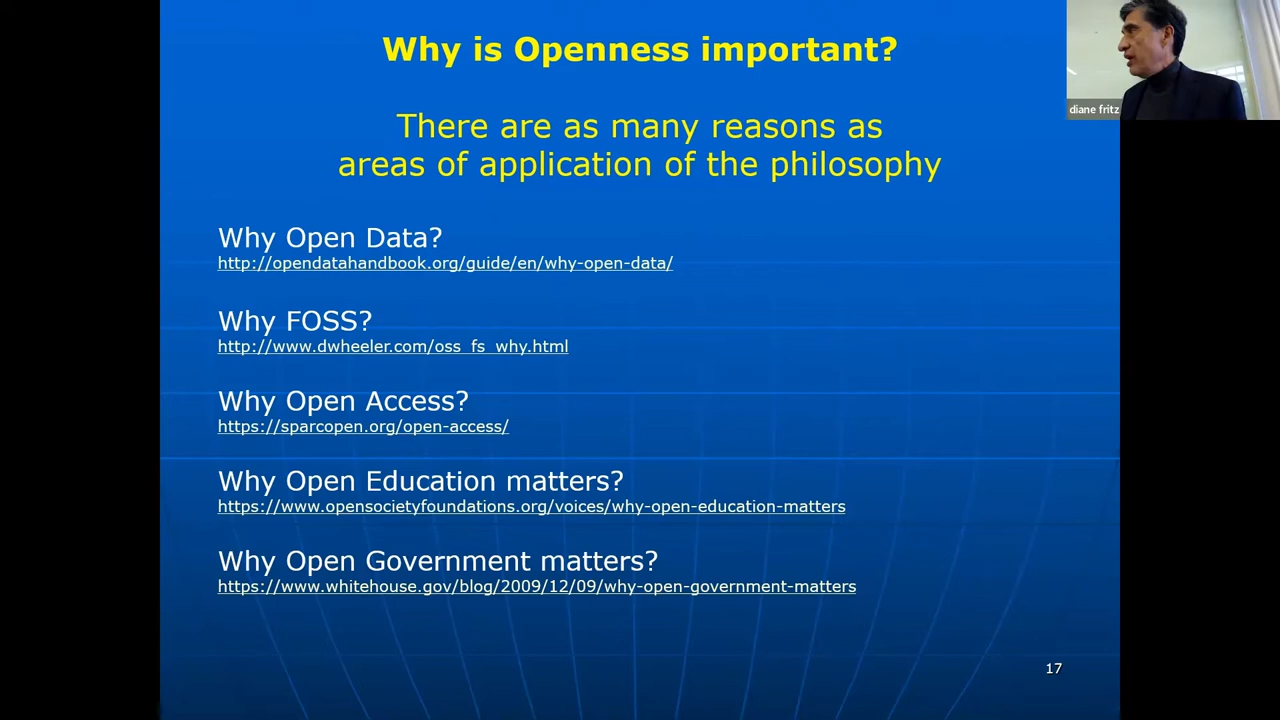 Why is Openness important?
There are as many reasons as
areas of application of the philosophy
Why Open Data?
http://opendatahandbook.org/guide/en/why-open-data/
Why FOSS?
http://www.dwheeler.com/oss_fs_why.html
Why Open Access?
https://sparcopen.org/open-access/
Why Open Education matters?
https://www.opensocietyfoundations.org/voices/why-open-education-matters
Why Open Government matters?
https://www.whitehouse.gov/blog/2009/12/09/why-open-government-matters
17
diane fritz